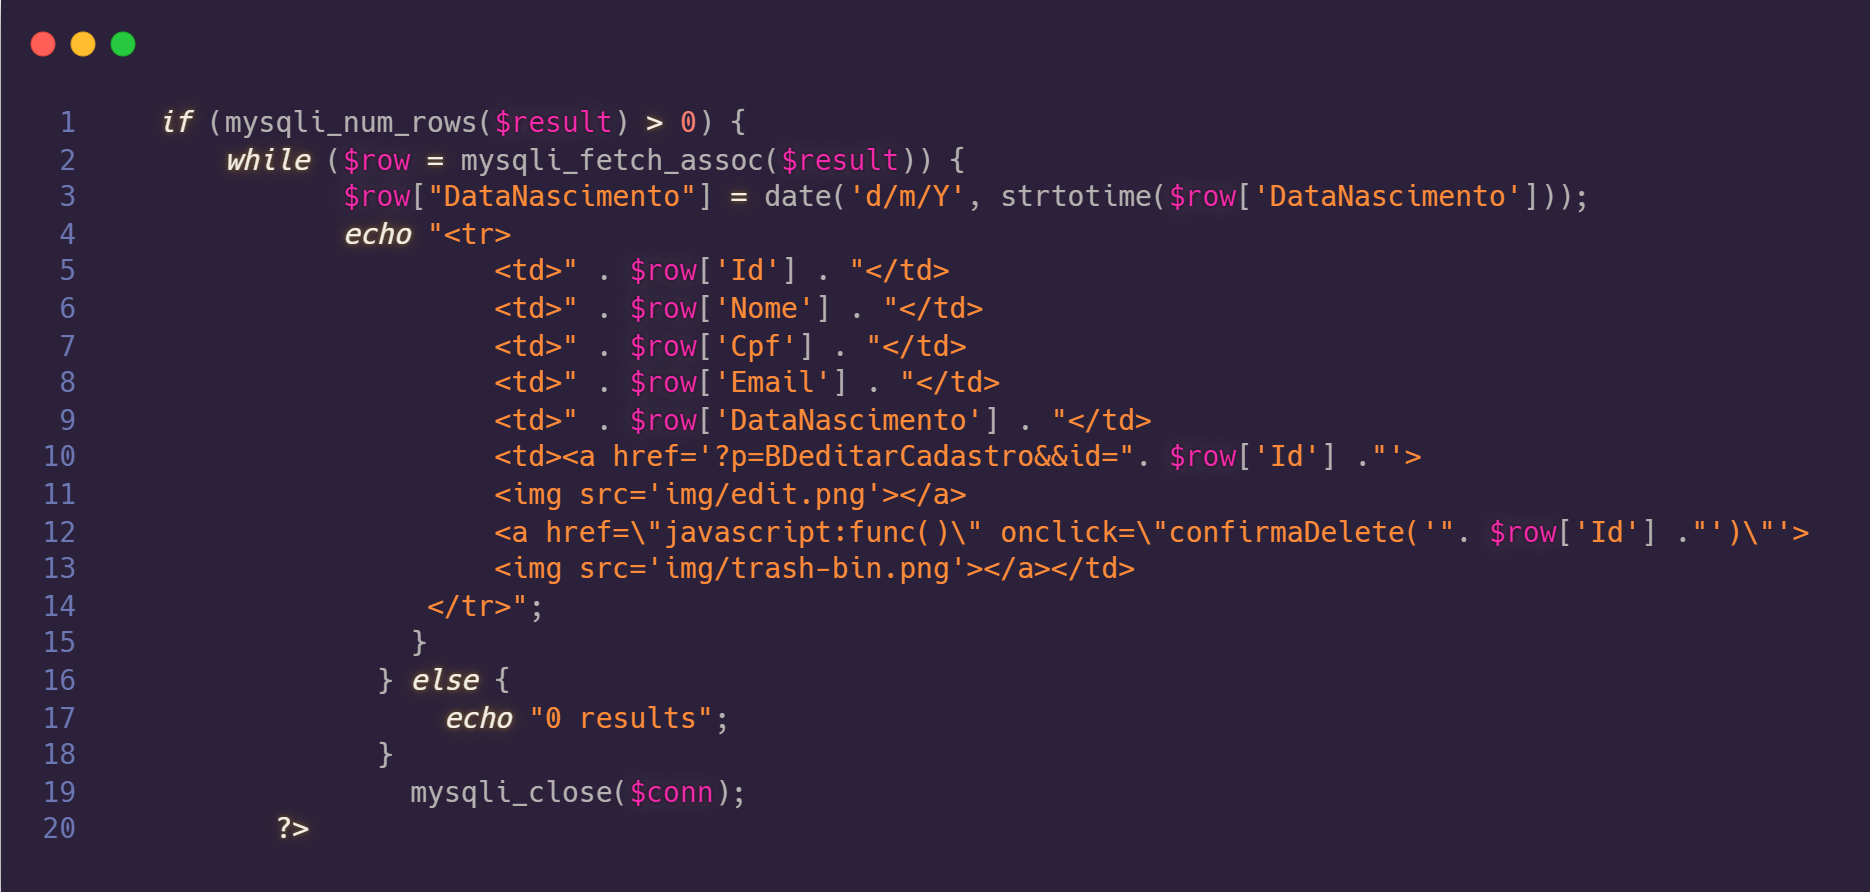 1 if (mysqli_num_rows($result) > 0) {
2 while ($row = mysqli_fetch_assoc($result)) {
3 $row["DataNascimento"] = date('d/m/Y', strtotime($row['DataNascimento']));
4 echo "<tr>
5 <td>" . $row['Id'] . "</td>
6 <td>" . $row['Nome'] . "</td>
7 <td>" . $row['Cpf'] . "</td>
8 <td>" . $row['Email'] . "</td>
9 <td>" . $row['DataNascimento'] . "</td>
10 <td><a href='?p=BDeditarCadastro&&id=". $row['Id'] ."'>
11 <img src='img/edit.png'></a>
12 <a href=\"javascript:func()\" onclick=\"confirmaDelete('". $row['Id'] ."')\"'>
13 <img src='img/trash-bin.png'></a></td>
14 </tr>";
15 }
16 } else {
17 echo "0 results";
18 }
19 mysqli_close($conn);
20 ?>